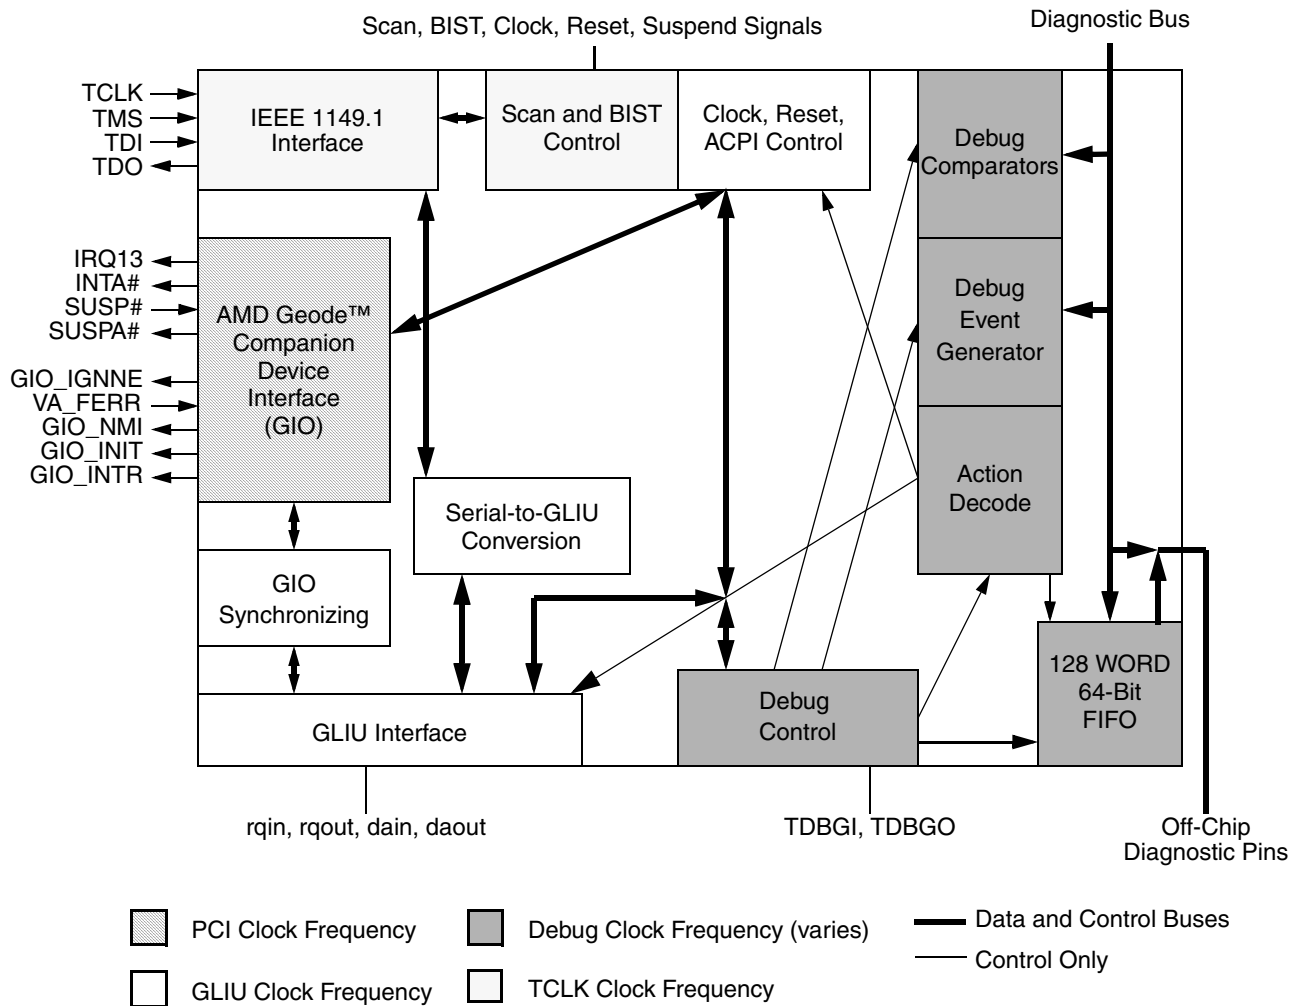 Diagnostic Bus
Scan, BIST, Clock, Reset, Suspend Signals
TCLK
TMS
TDI
TDO
IEEE 1149.1
Interface
Scan and BIST
Control
Clock, Reset,
ACPI Control
Debug
Comparators
IRQ13
INTA#
SUSP#
SUSPA#
GIO_IGNNE
VA_FERR
GIO_NMI
GIO_INIT
GIO_INTR
AMD Geode™
Companion
Device
Interface
(GIO)
Debug
Event
Generator
Action
Decode
Serial-to-GLIU
Conversion
GIO
Synchronizing
GLIU Interface
Debug
Control
128 WORD
64-Bit
FIFO
rqin, rqout, dain, daout
TDBGI, TDBGO
Off-Chip
Diagnostic Pins
PCI Clock Frequency
Debug Clock Frequency (varies)
Data and Control Buses
Control Only
GLIU Clock Frequency
TCLK Clock Frequency